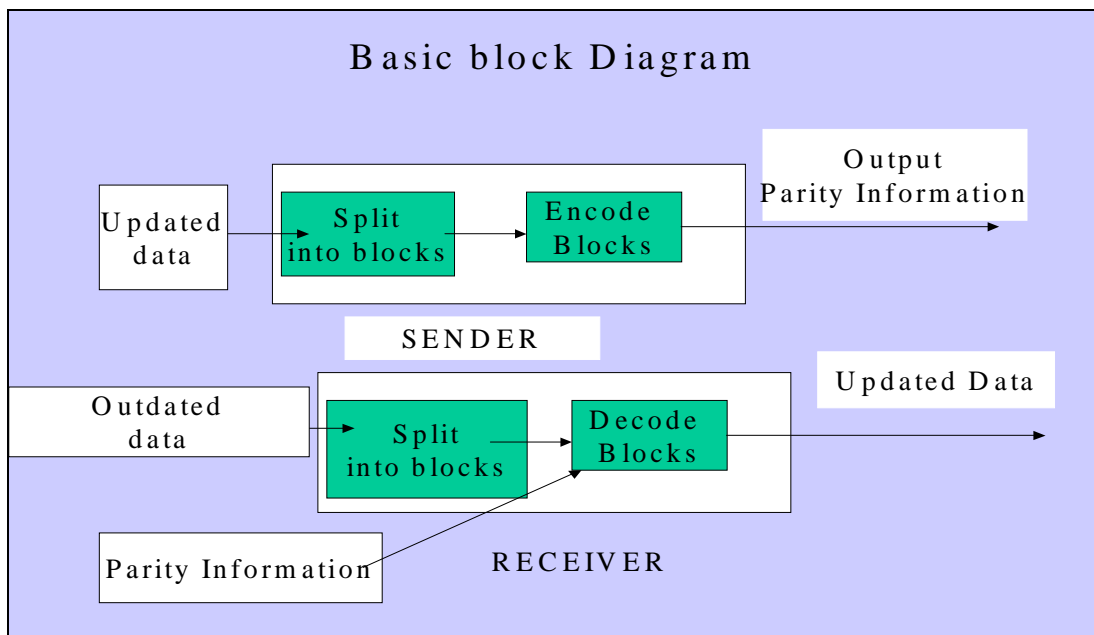 Basic block Diagram
Output
Parity Information
Updated
data
Split
into blocks
Encode
Blocks
SENDER
Updated Data
Outdated
data
Split
into blocks
Decode
Blocks
Parity Information
RECEIVER